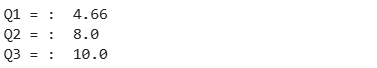 Q1 = :  4.66
Q2 = :  8.0
Q3 = :  10.0